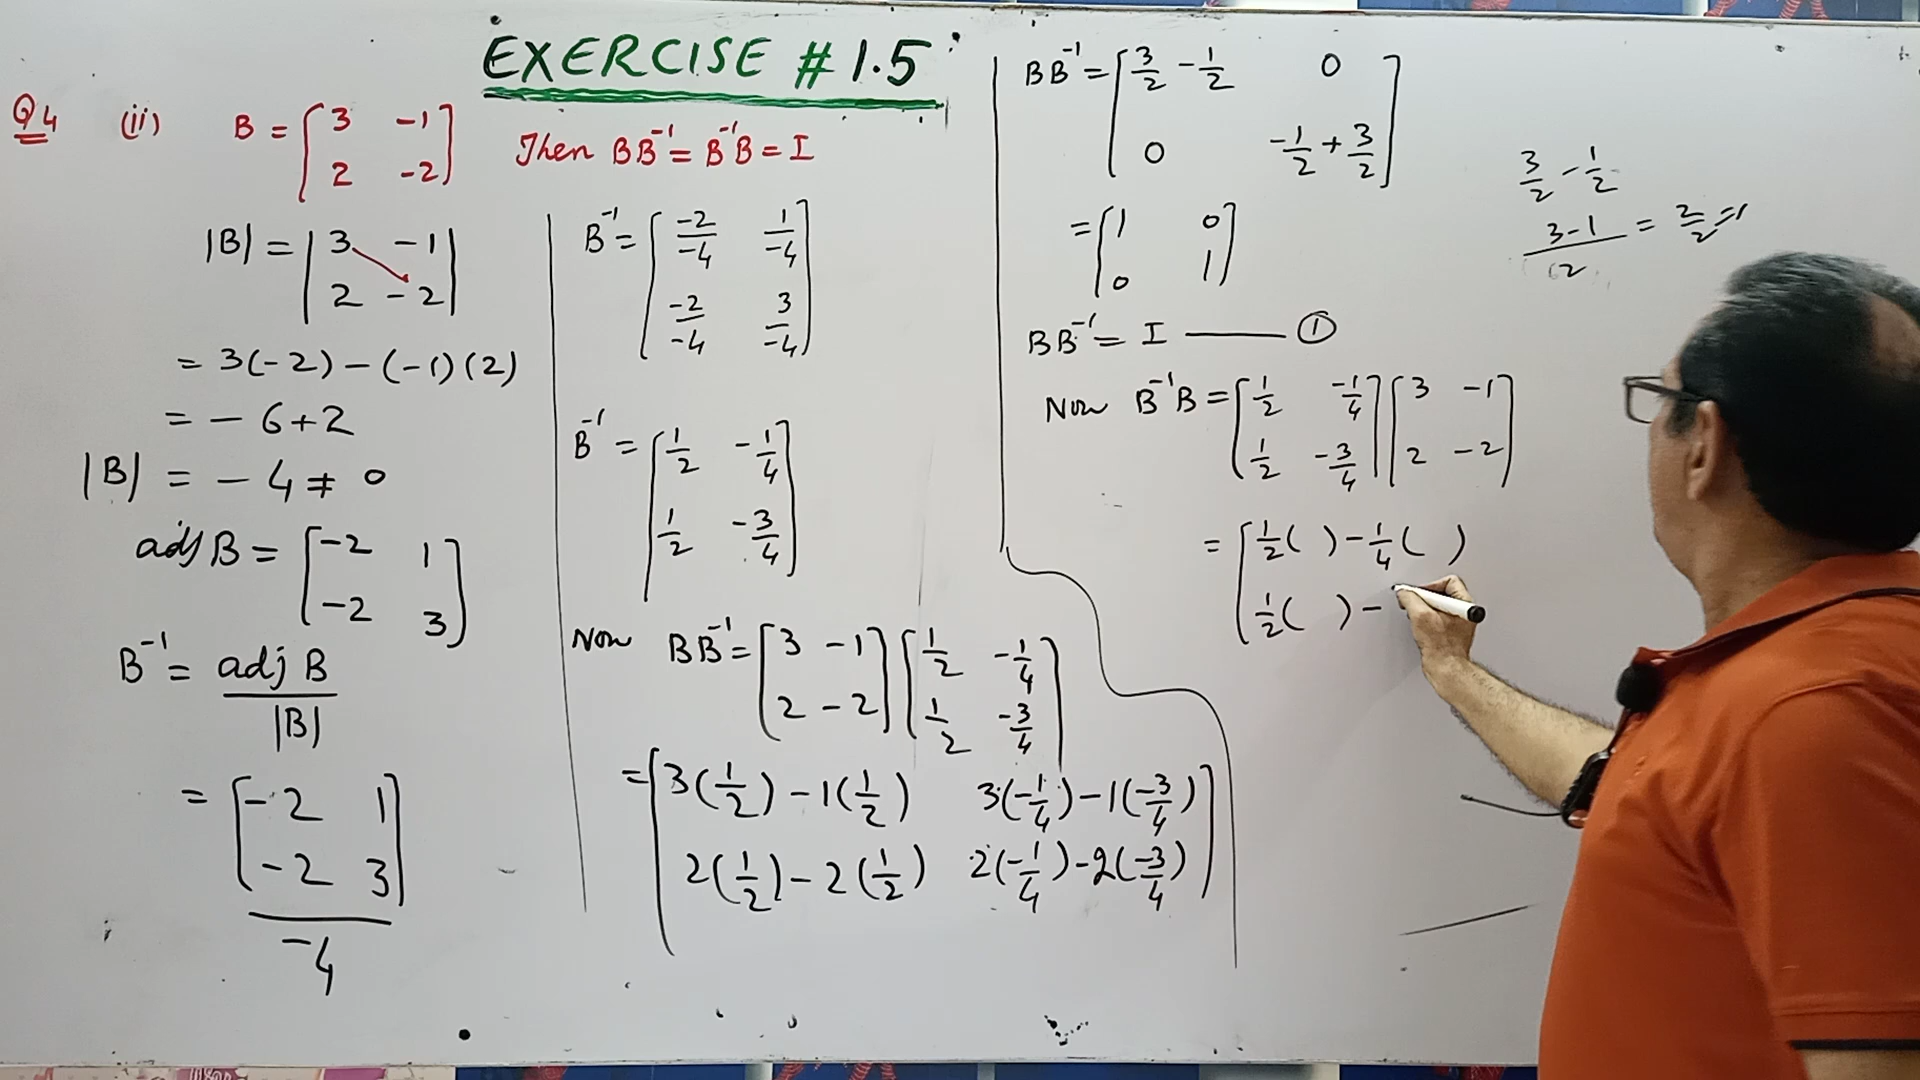 EXERCISE # 1.5
Q4 (ii) B = [3 -1
2 -2] Then BB⁻¹ = B⁻¹B = I
|B| = |3 -1
2 -2|
= 3(-2) - (-1)(2)
= - 6+2
|B| = - 4 ≠ 0
adj B = [-2 1
-2 3]
B⁻¹ = adj B
|B|
= [-2 1
-2 3]
-4
B⁻¹ = [-2/-4 1/-4
-2/-4 3/-4]
B⁻¹ = [1/2 -1/4
1/2 -3/4]
Now BB⁻¹ = [3 -1 [1/2 -1/4
2 -2] 1/2 -3/4]
= [3(1/2) - 1(1/2) 3(-1/4) - 1(-3/4)
2(1/2) - 2(1/2) 2(-1/4) - 2(-3/4)]
BB⁻¹ = [3/2 - 1/2 0
0 -1/2 + 3/2]
= [1 0
0 1]
BB⁻¹ = I —— ①
Now B⁻¹B = [1/2 -1/4 [3 -1
1/2 -3/4] 2 -2]
= [1/2( ) - 1/4( )
1/2( ) -
3/2 - 1/2
3-1/2 = 2/2 = 1